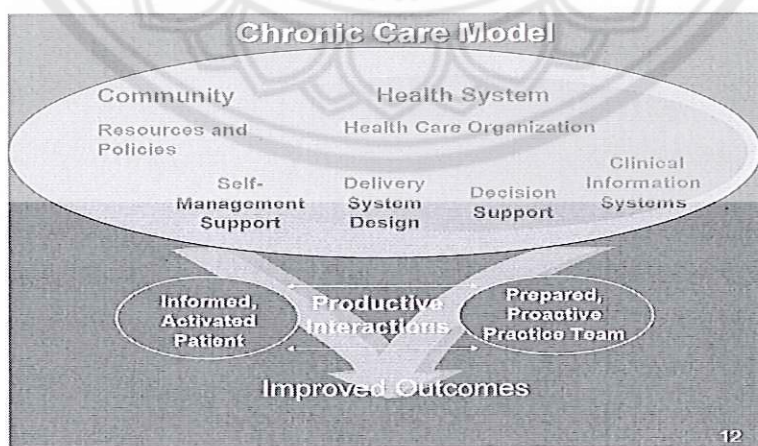 Chronic Care Model
Community
Health System
Resources and
Policies
Health Care Organization
Self-
Management
Support
Delivery
System
Design
Decision
Support
Clinical
Information
Systems
Informed,
Activated
Patient
Productive
Interactions
Prepared,
Proactive
Practice Team
Improved Outcomes
12